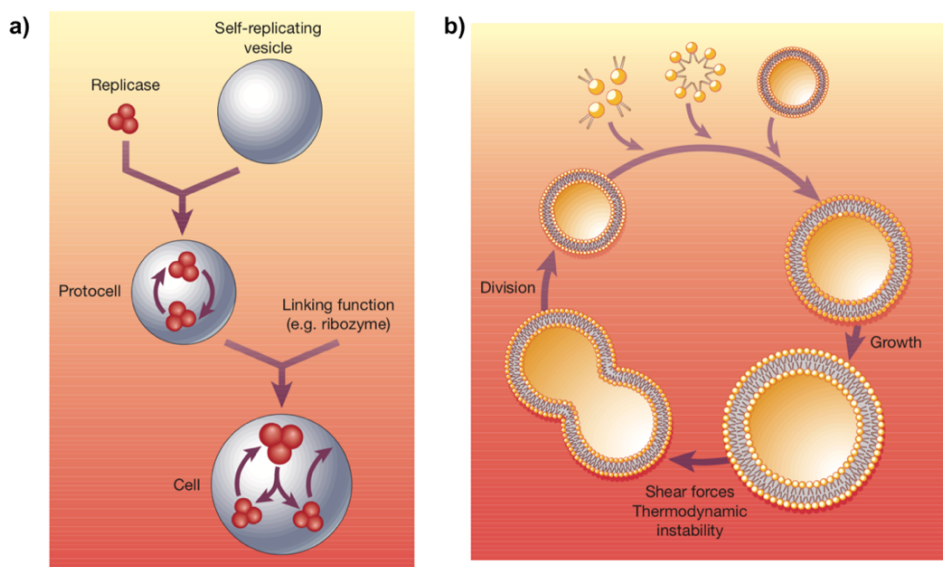 a)
Self-replicating
vesicle
Replicase
Protocell
Linking function
(e.g. ribozyme)
Cell
b)
Division
Growth
Shear forces
Thermodynamic
instability